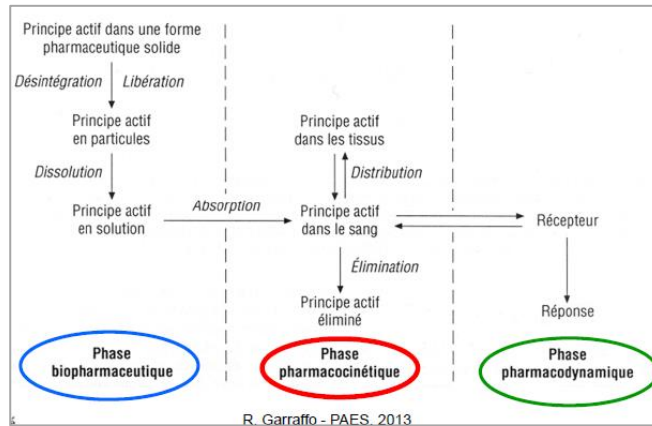 Principe actif dans une forme
pharmaceutique solide
Désintégration Libération
Principe actif
en particules
Dissolution
Principe actif
en solution
Absorption
Principe actif
dans les tissus
Distribution
Principe actif
dans le sang
Élimination
Principe actif
éliminé
Récepteur
Réponse
Phase
biopharmaceutique
Phase
pharmacocinétique
Phase
pharmacodynamique
R. Garraffo - PAES. 2013